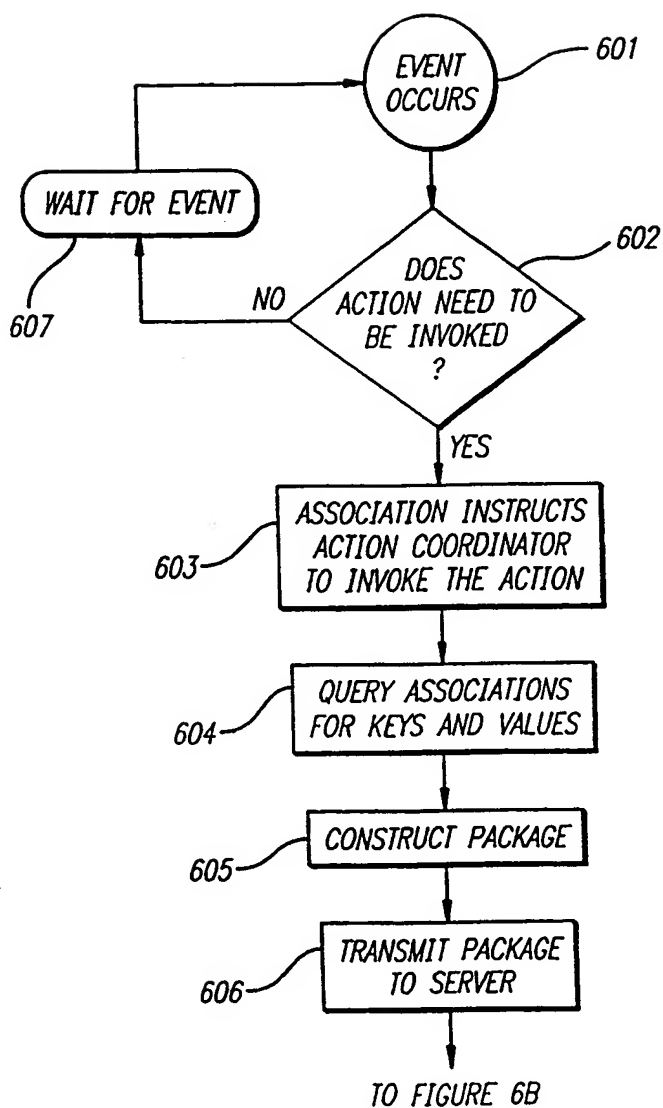 EVENT
OCCURS
601
WAIT FOR EVENT
607
602
DOES
ACTION NEED TO
BE INVOKED
?
NO
YES
ASSOCIATION INSTRUCTS
ACTION COORDINATOR
TO INVOKE THE ACTION
603
QUERY ASSOCIATIONS
FOR KEYS AND VALUES
604
CONSTRUCT PACKAGE
605
TRANSMIT PACKAGE
TO SERVER
606
TO FIGURE 6B